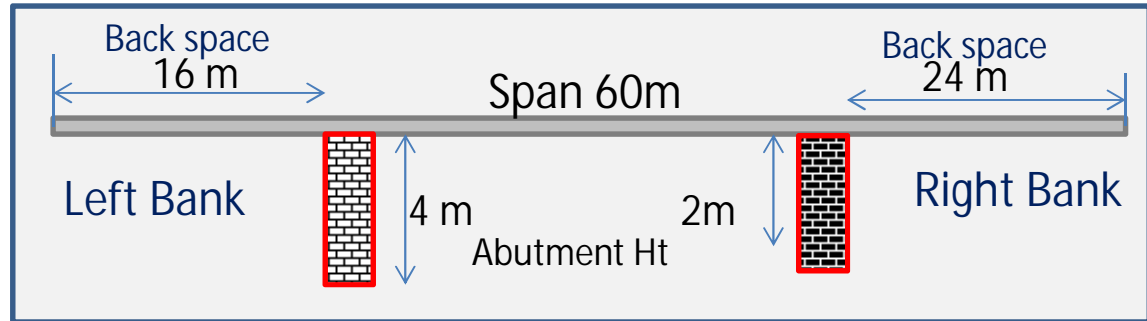 Back space
16 m
Span 60m
Back space
24 m
Left Bank
4 m
Abutment Ht
2m
Right Bank